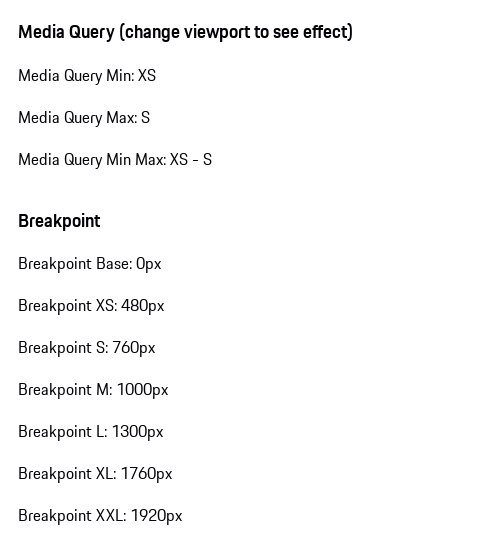 Media Query (change viewport to see effect)
Media Query Min: XS
Media Query Max: S
Media Query Min Max: XS - S
Breakpoint
Breakpoint Base: 0px
Breakpoint XS: 480px
Breakpoint S: 760px
Breakpoint M: 1000px
Breakpoint L: 1300px
Breakpoint XL: 1760px
Breakpoint XXL: 1920px